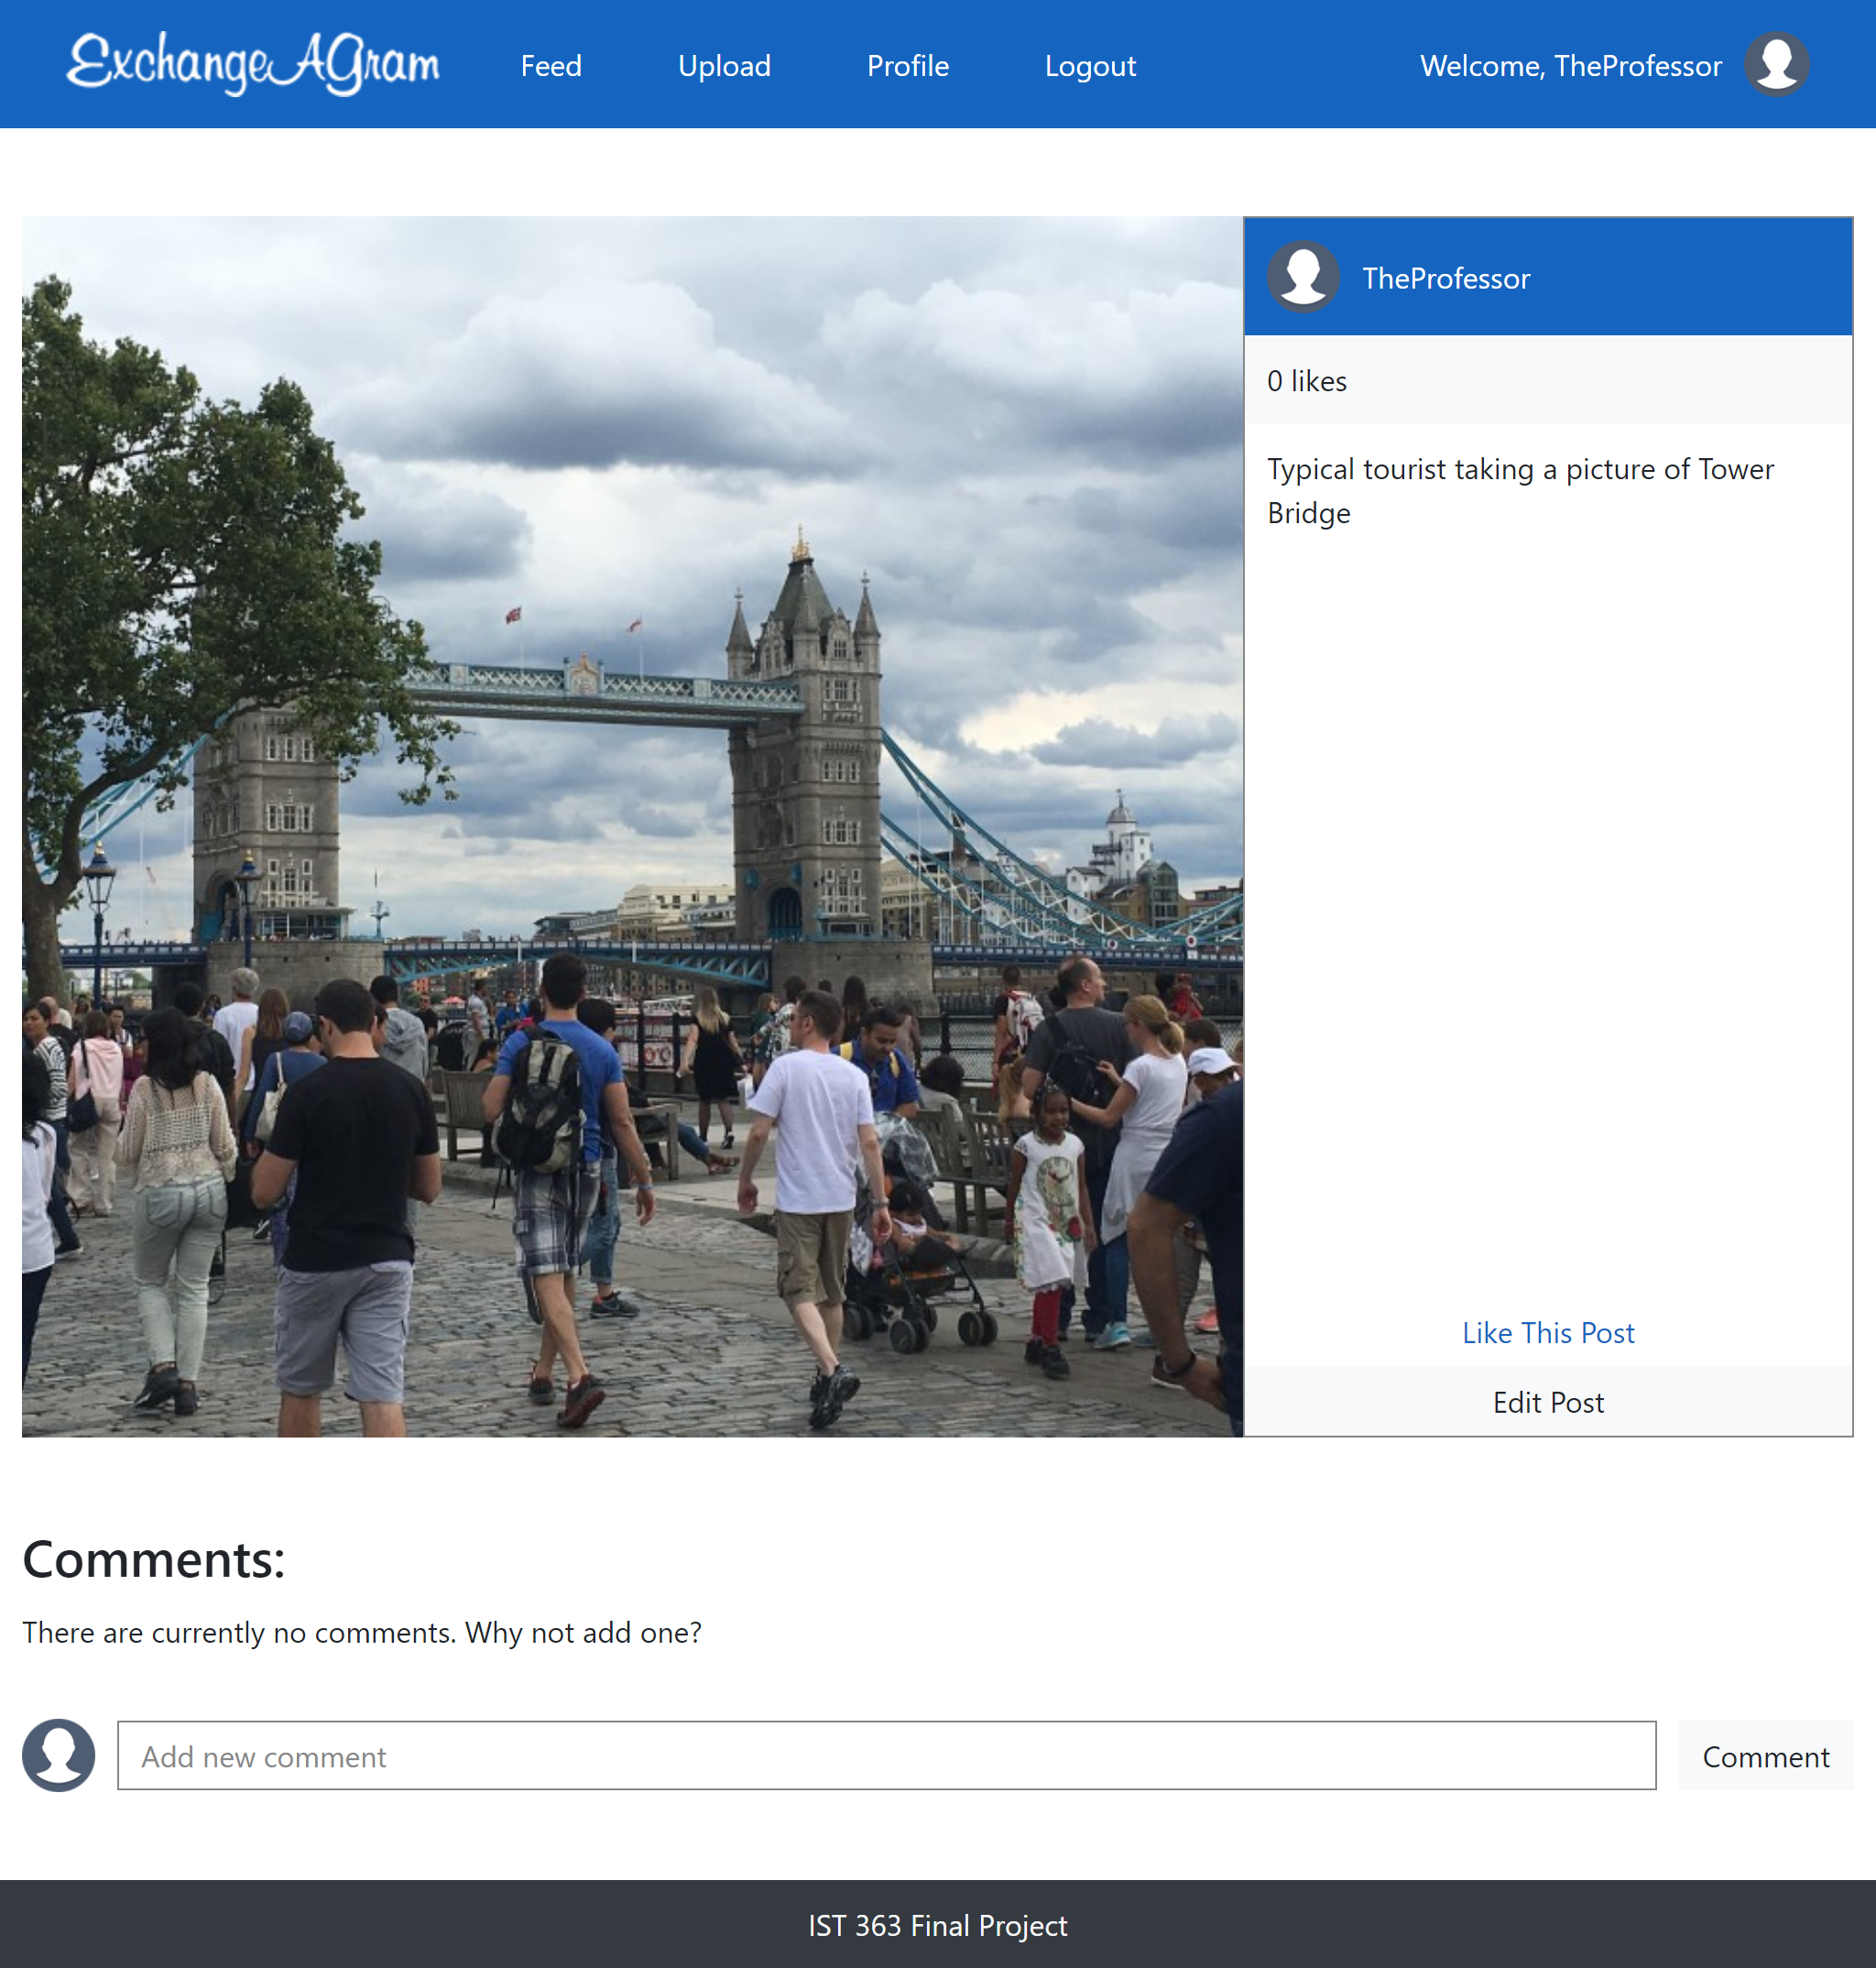 ExchangeAGram Feed Upload Profile Logout Welcome, TheProfessor
TheProfessor
0 likes
Typical tourist taking a picture of Tower
Bridge
Like This Post
Edit Post
Comments:
There are currently no comments. Why not add one?
Add new comment Comment
IST 363 Final Project